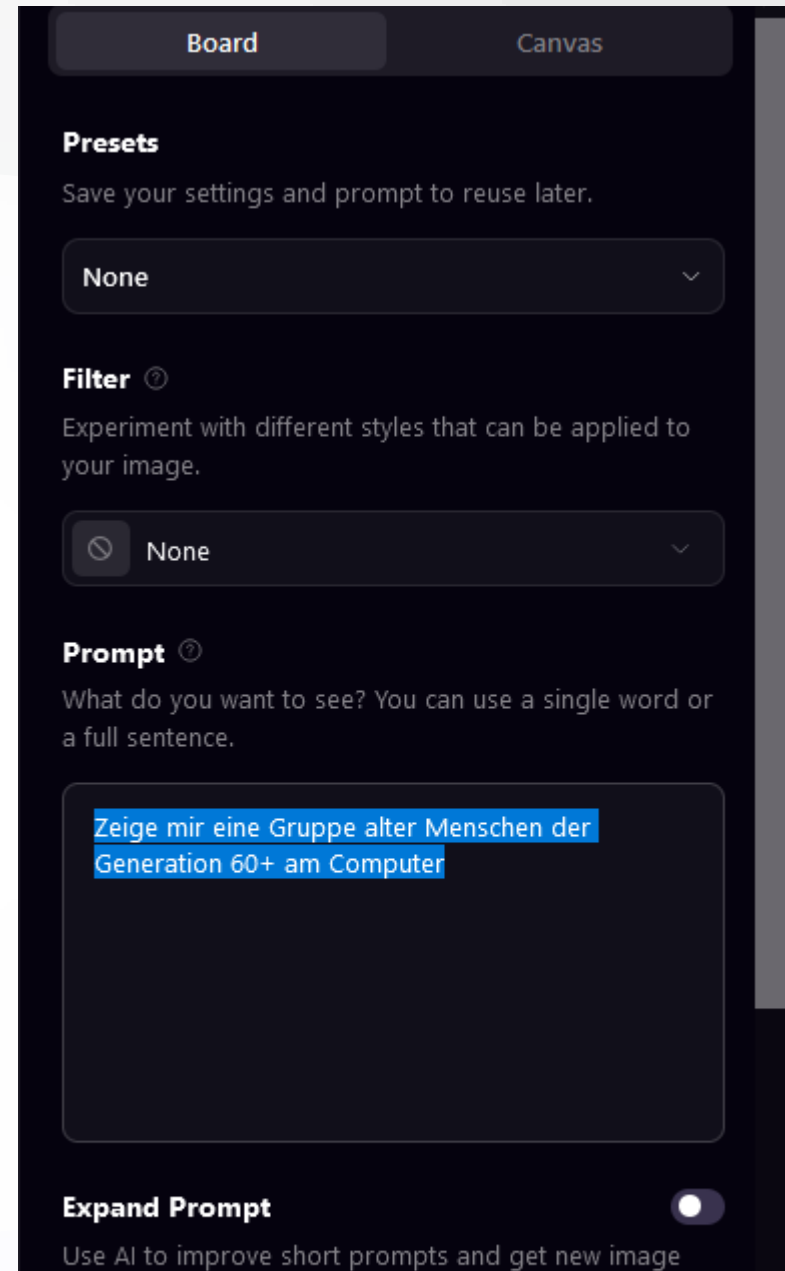 Board
Canvas
Presets
Save your settings and prompt to reuse later.
None
Filter
Experiment with different styles that can be applied to
your image.
None
Prompt
What do you want to see? You can use a single word or
a full sentence.
Zeige mir eine Gruppe alter Menschen der
Generation 60+ am Computer
Expand Prompt
Use AI to improve short prompts and get new image